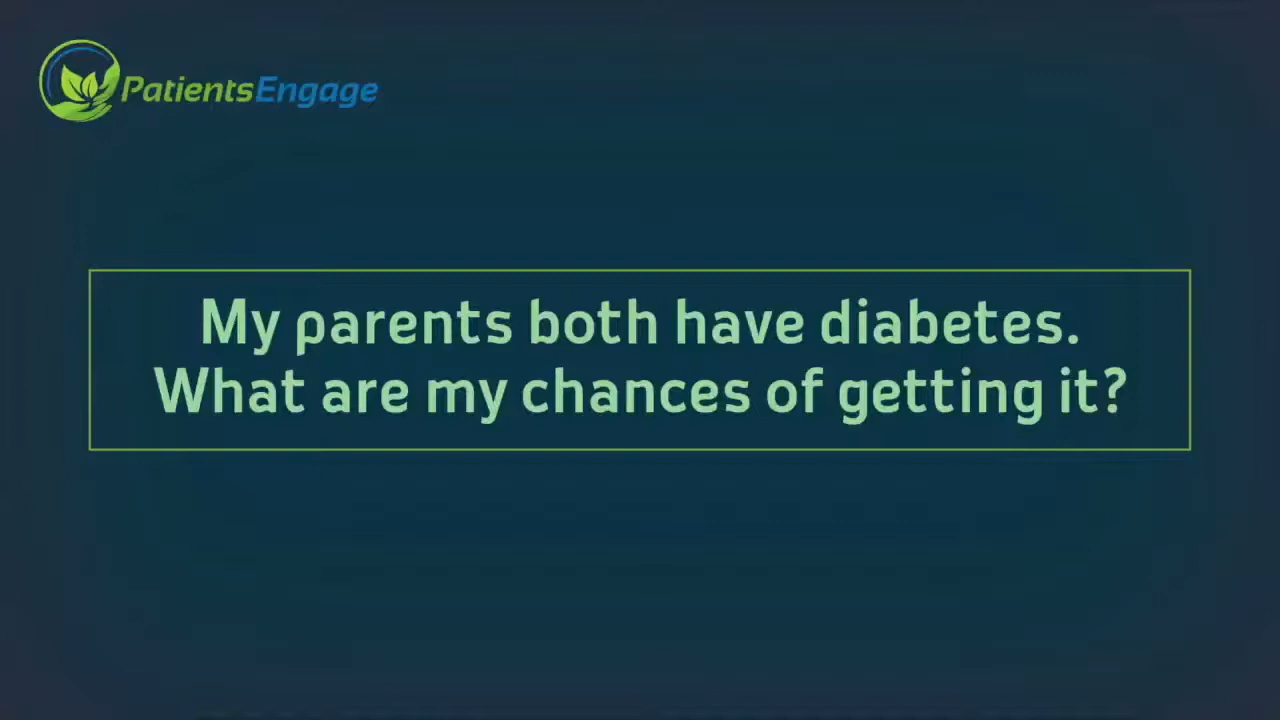 PatientsEngage
My parents both have diabetes.
What are my chances of getting it?